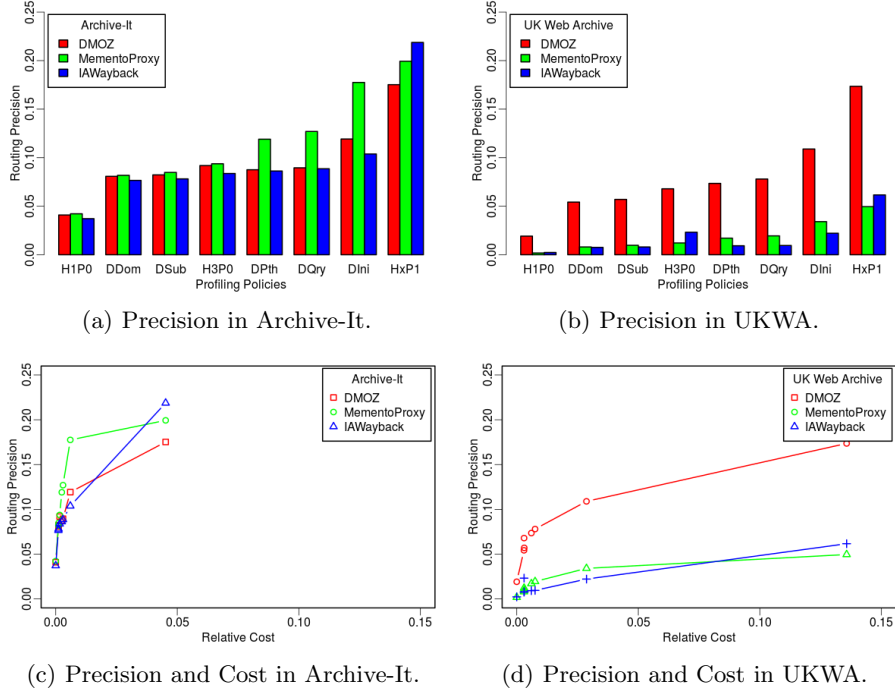 Archive-It
DMOZ
MementoProxy
IAWayback
Routing Precision
0.00 0.05 0.10 0.15 0.20 0.25
H1P0 DDom DSub H3P0 DPth DQry DIni HxP1
Profiling Policies
(a) Precision in Archive-It.
UK Web Archive
DMOZ
MementoProxy
IAWayback
Routing Precision
0.00 0.05 0.10 0.15 0.20 0.25
H1P0 DDom DSub H3P0 DPth DQry DIni HxP1
Profiling Policies
(b) Precision in UKWA.
Archive-It
DMOZ
MementoProxy
IAWayback
Routing Precision
0.00 0.05 0.10 0.15 0.20 0.25
0.00 0.05 0.10 0.15
Relative Cost
(c) Precision and Cost in Archive-It.
UK Web Archive
DMOZ
MementoProxy
IAWayback
Routing Precision
0.00 0.05 0.10 0.15 0.20 0.25
0.00 0.05 0.10 0.15
Relative Cost
(d) Precision and Cost in UKWA.